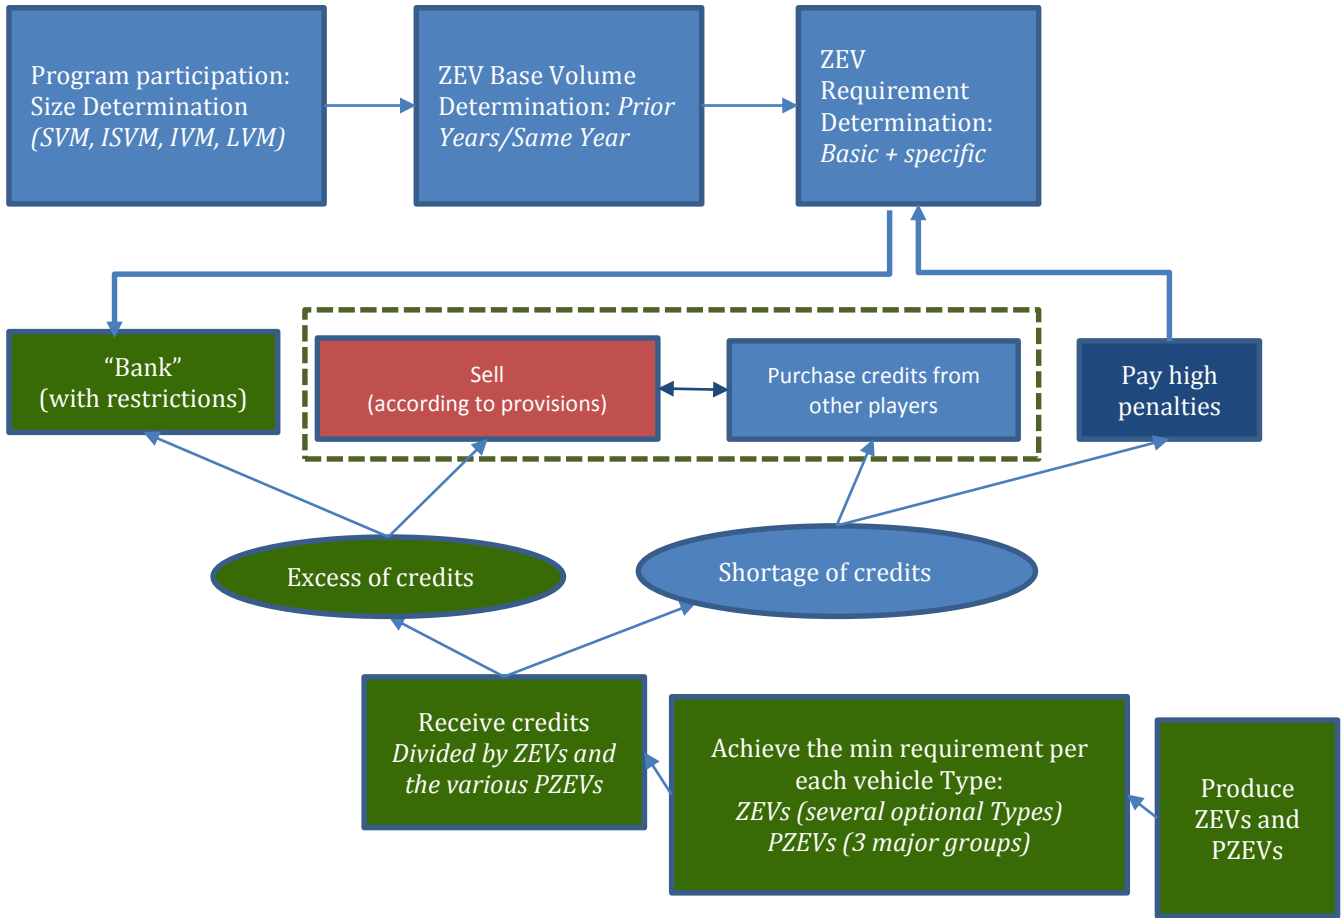 Program participation:
Size Determination
(SVM, ISVM, IVM, LVM)
ZEV Base Volume
Determination: Prior
Years/Same Year
ZEV
Requirement
Determination:
Basic + specific
“Bank”
(with restrictions)
Sell
(according to provisions)
Purchase credits from
other players
Pay high
penalties
Excess of credits
Shortage of credits
Receive credits
Divided by ZEVs and
the various PZEVs
Achieve the min requirement per
each vehicle Type:
ZEVs (several optional Types)
PZEVs (3 major groups)
Produce
ZEVs and
PZEVs